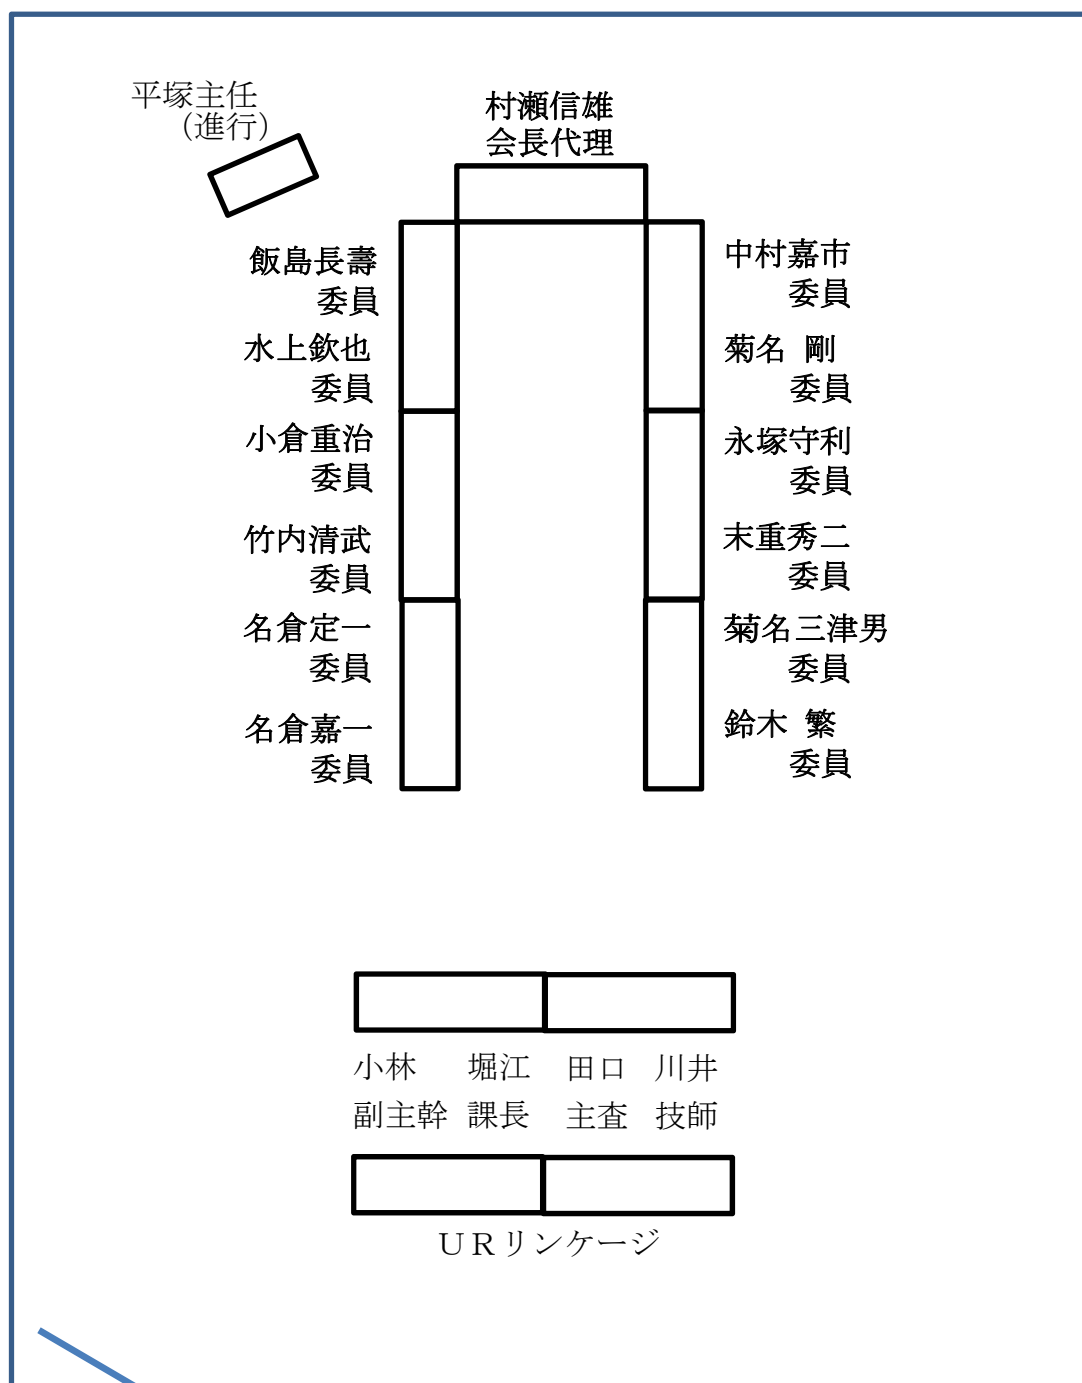 平塚主任
（進行）
村瀬信雄
会長代理
飯島長壽
委員
水上欽也
委員
小倉重治
委員
竹内清武
委員
名倉定一
委員
名倉嘉一
委員
中村嘉市
委員
菊名 剛
委員
永塚守利
委員
末重秀二
委員
菊名三津男
委員
鈴木 繁
委員
小林 堀江 田口 川井
副主幹 課長 主査 技師
ＵＲリンケージ